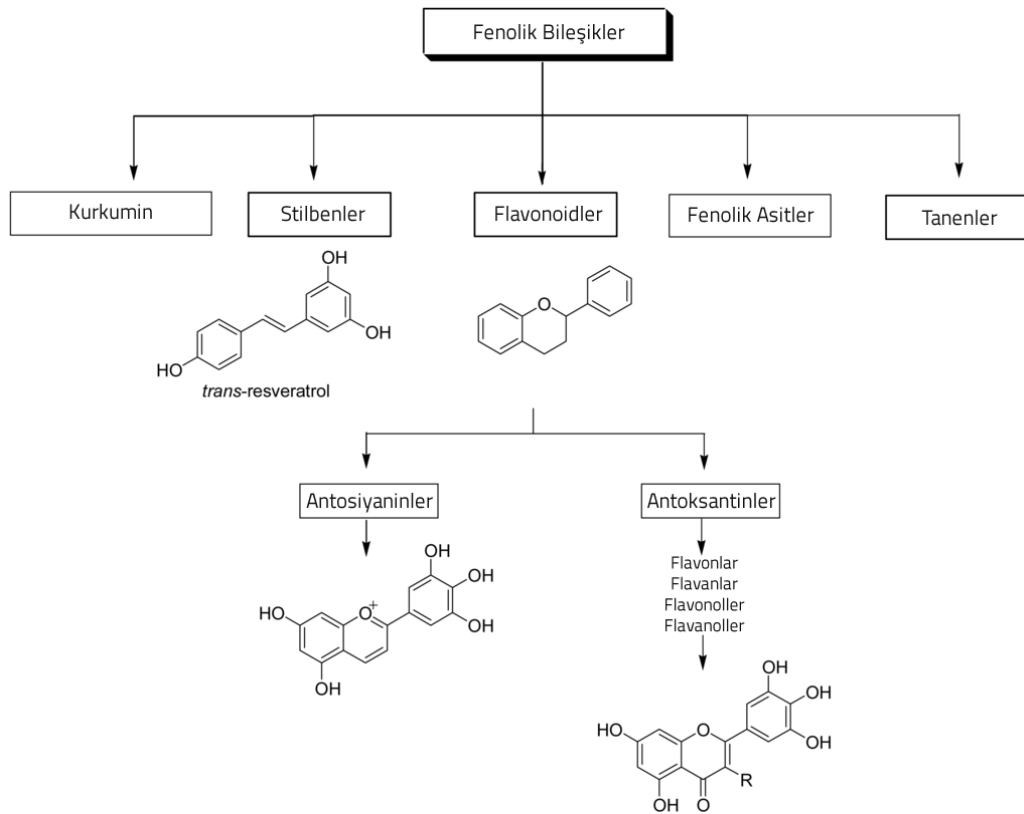 Fenolik Bileşikler
Kurkumin
Stilbenler
Flavonoidler
Fenolik Asitler
Tanenler
OH
OH
HO
trans-resveratrol
O
Antosiyaninler
Antoksantinler
OH
OH
OH
HO
O+
OH
Flavonlar
Flavanlar
Flavonoller
Flavanoller
OH
OH
OH
HO
O
R
OH
O